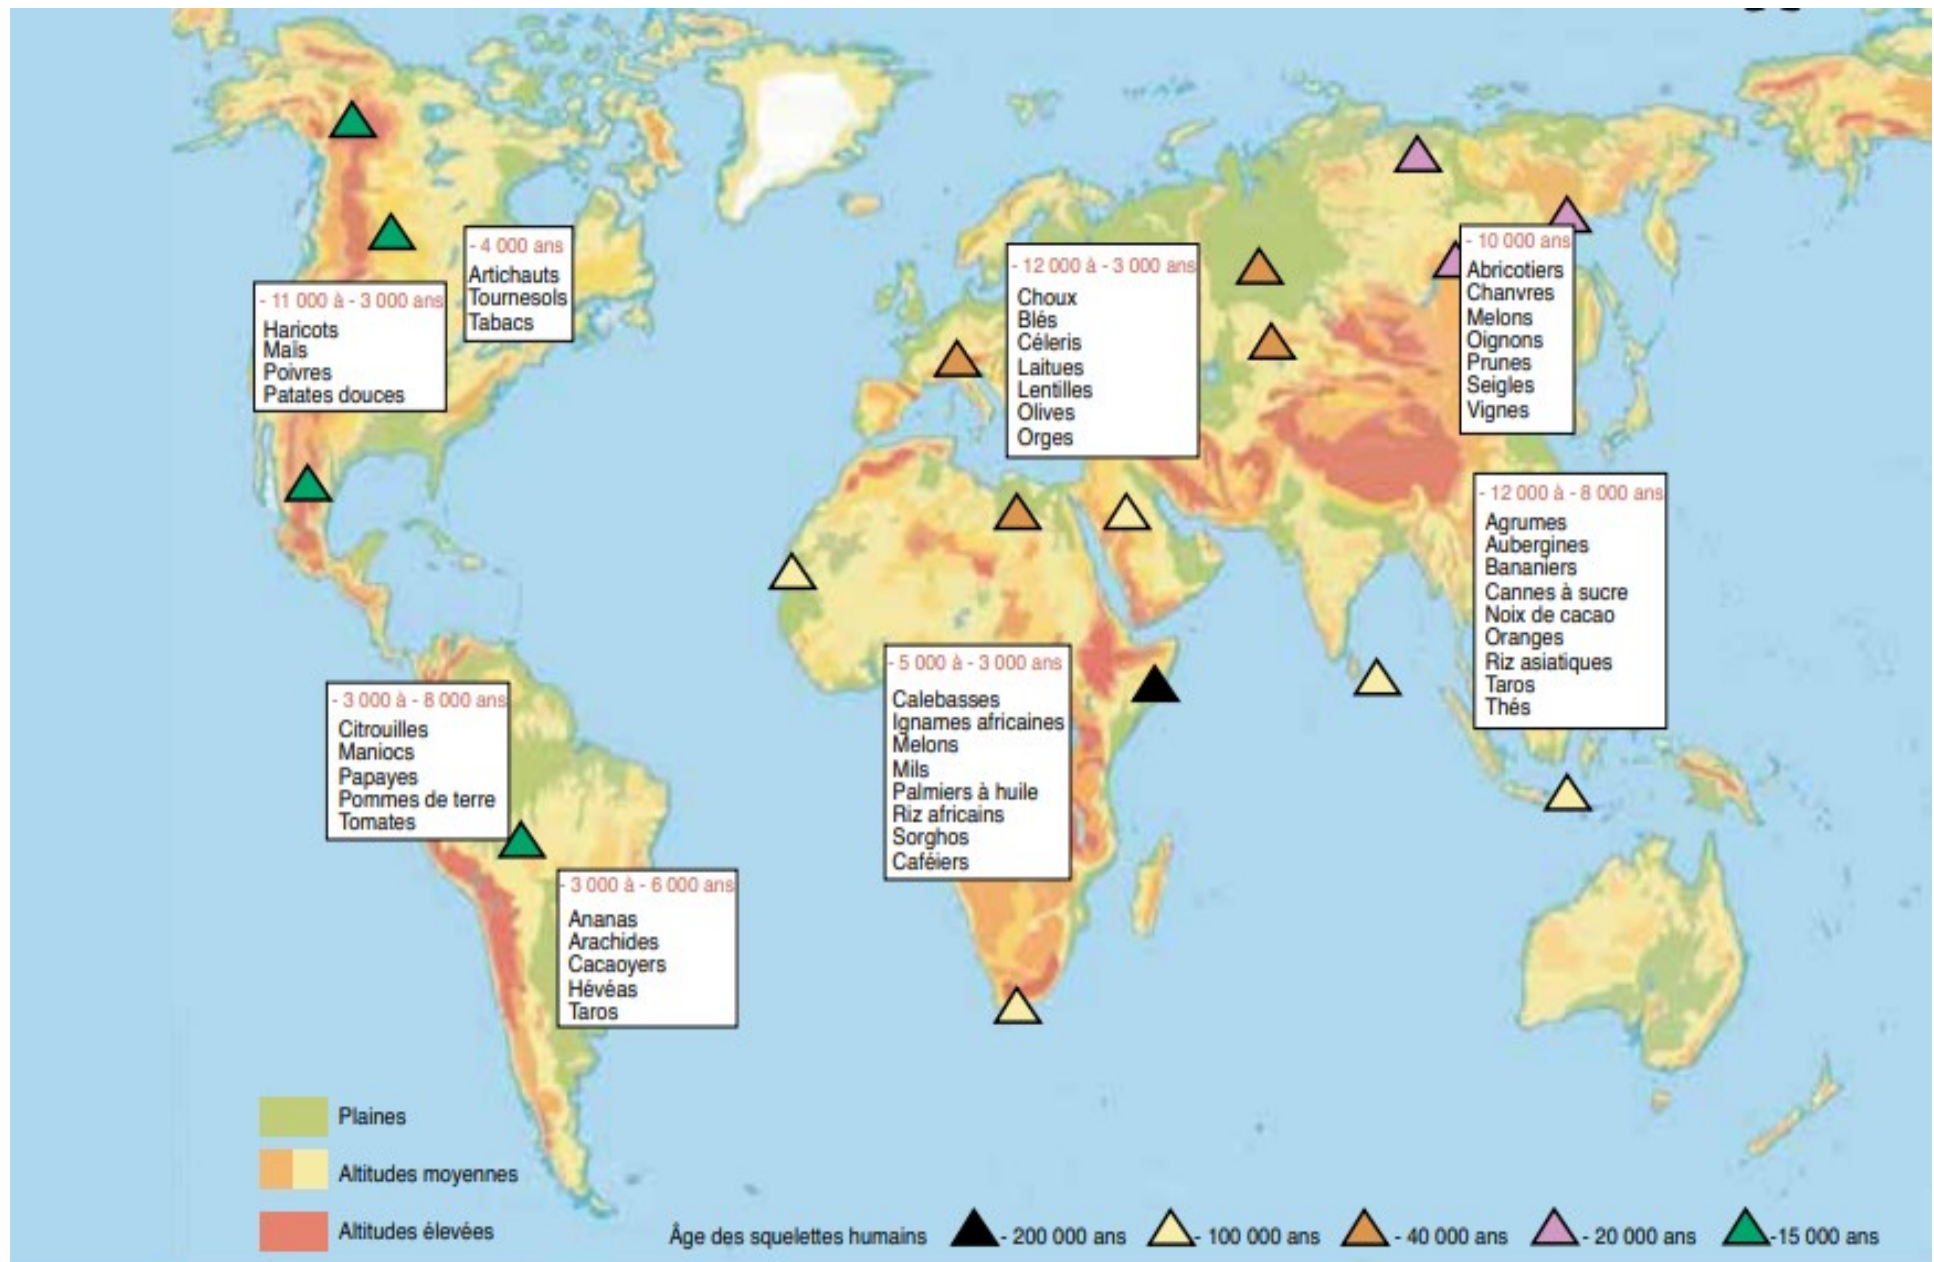 - 4 000 ans
Artichauts
Tournesols
Tabacs
- 11 000 à - 3 000 ans
Haricots
Maïs
Poivres
Patates douces
- 12 000 à - 3 000 ans
Choux
Blés
Céleris
Laitues
Lentilles
Olives
Orges
- 10 000 ans
Abricotiers
Chanvres
Melons
Oignons
Prunes
Seigles
Vignes
- 12 000 à - 8 000 ans
Agrumes
Aubergines
Bananiers
Cannes à sucre
Noix de cacao
Oranges
Riz asiatiques
Taros
Thés
- 5 000 à - 3 000 ans
Calebasses
Ignames africaines
Melons
Mils
Palmiers à huile
Riz africains
Sorghos
Caféiers
- 3 000 à - 8 000 ans
Citrouilles
Maniocs
Papayes
Pommes de terre
Tomates
- 3 000 à - 6 000 ans
Ananas
Arachides
Cacaoyers
Hévéas
Taros
Plaines
Altitudes moyennes
Altitudes élevées
Âge des squelettes humains - 200 000 ans - 100 000 ans - 40 000 ans - 20 000 ans -15 000 ans